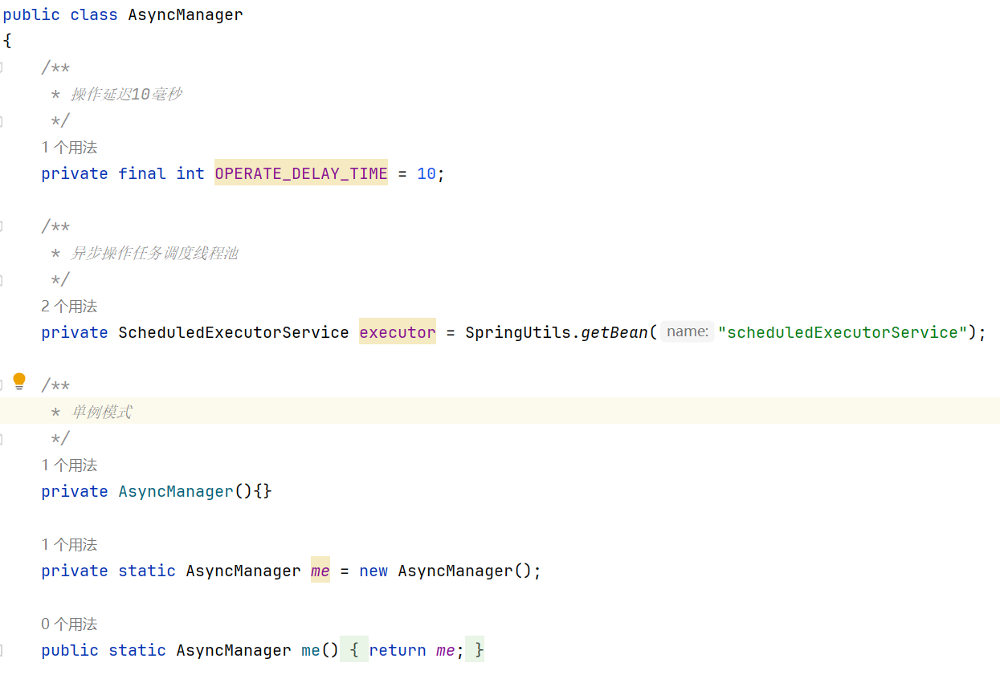 public class AsyncManager
{
/**
* 操作延迟10毫秒
*/
1 个用法
private final int OPERATE_DELAY_TIME = 10;
/**
* 异步操作任务调度线程池
*/
2 个用法
private ScheduledExecutorService executor = SpringUtils.getBean( name: "scheduledExecutorService");
/**
* 单例模式
*/
1 个用法
private AsyncManager(){}
1 个用法
private static AsyncManager me = new AsyncManager();
0 个用法
public static AsyncManager me() { return me; }